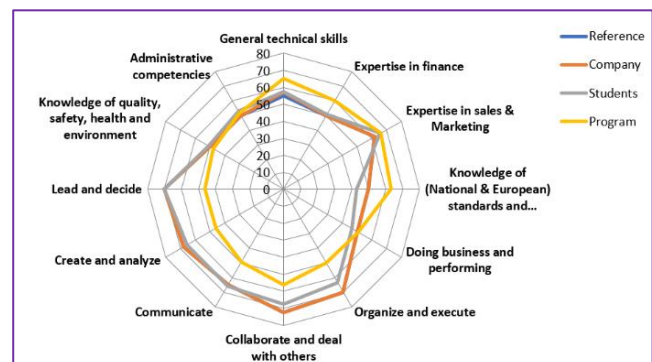 General technical skills
Expertise in finance
Expertise in sales &
Marketing
Knowledge of
(National & European)
standards and...
Doing business and
performing
Organize and execute
Collaborate and deal
with others
Communicate
Create and analyze
Lead and decide
Knowledge of quality,
safety, health and
environment
Administrative
competencies
80
70
60
50
40
30
20
10
0
Reference
Company
Students
Program